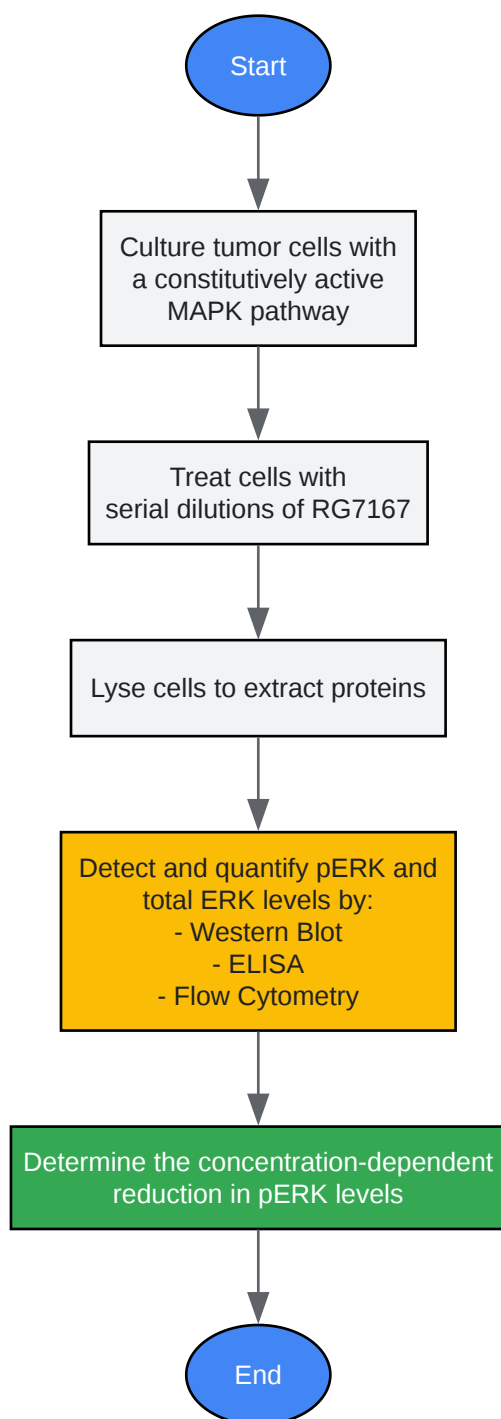 Start
Culture tumor cells with
a constitutively active
MAPK pathway
Treat cells with
serial dilutions of RG7167
Lyse cells to extract proteins
Detect and quantify pERK and
total ERK levels by:
- Western Blot
- ELISA
- Flow Cytometry
Determine the concentration-dependent
reduction in pERK levels
End